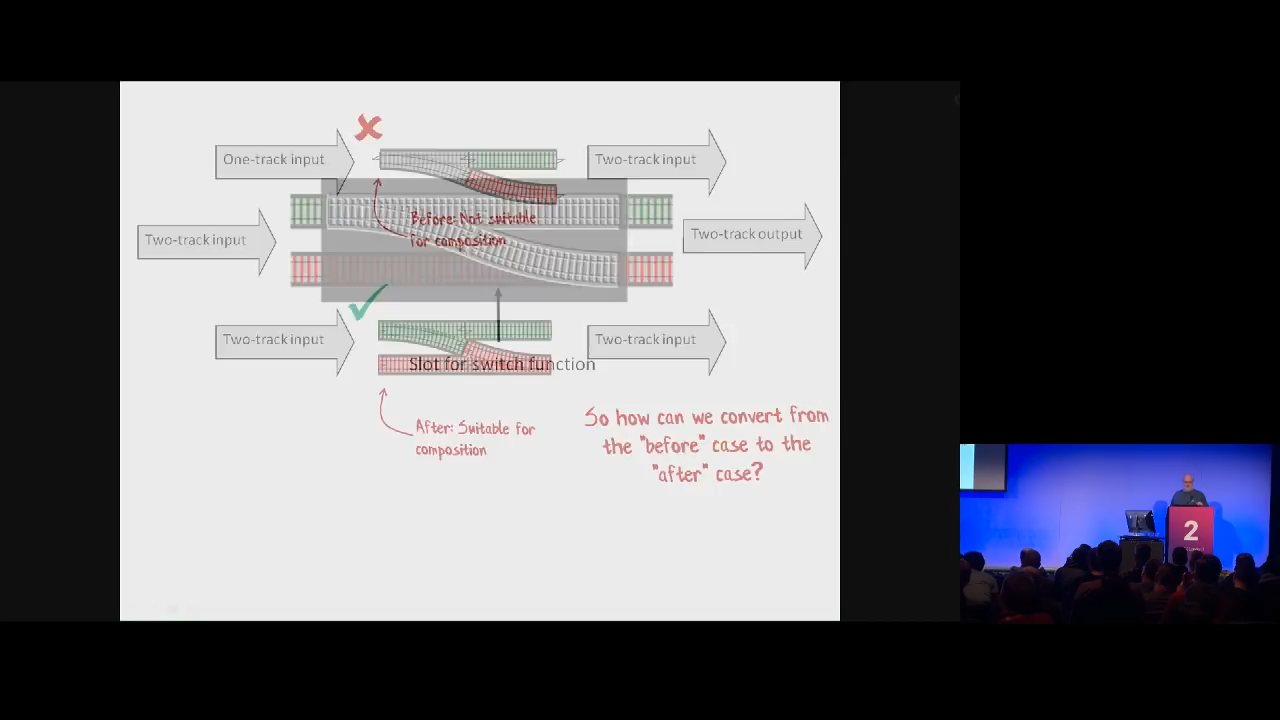 One-track input
Two-track input
Before: Not suitable
for composition
Two-track input
Two-track output
Two-track input
Two-track input
Slot for switch function
After: Suitable for
composition
So how can we convert from
the "before" case to the
"after" case?
2